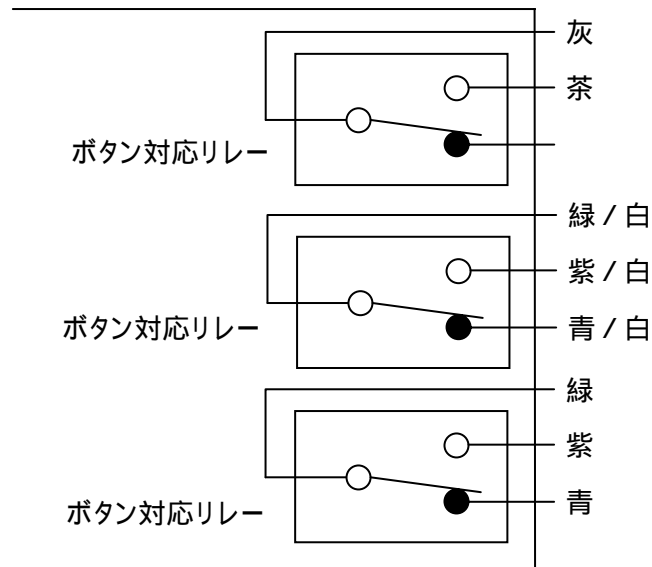 灰
茶
ボタン対応リレー
緑 / 白
紫 / 白
ボタン対応リレー
青 / 白
緑
紫
ボタン対応リレー
青